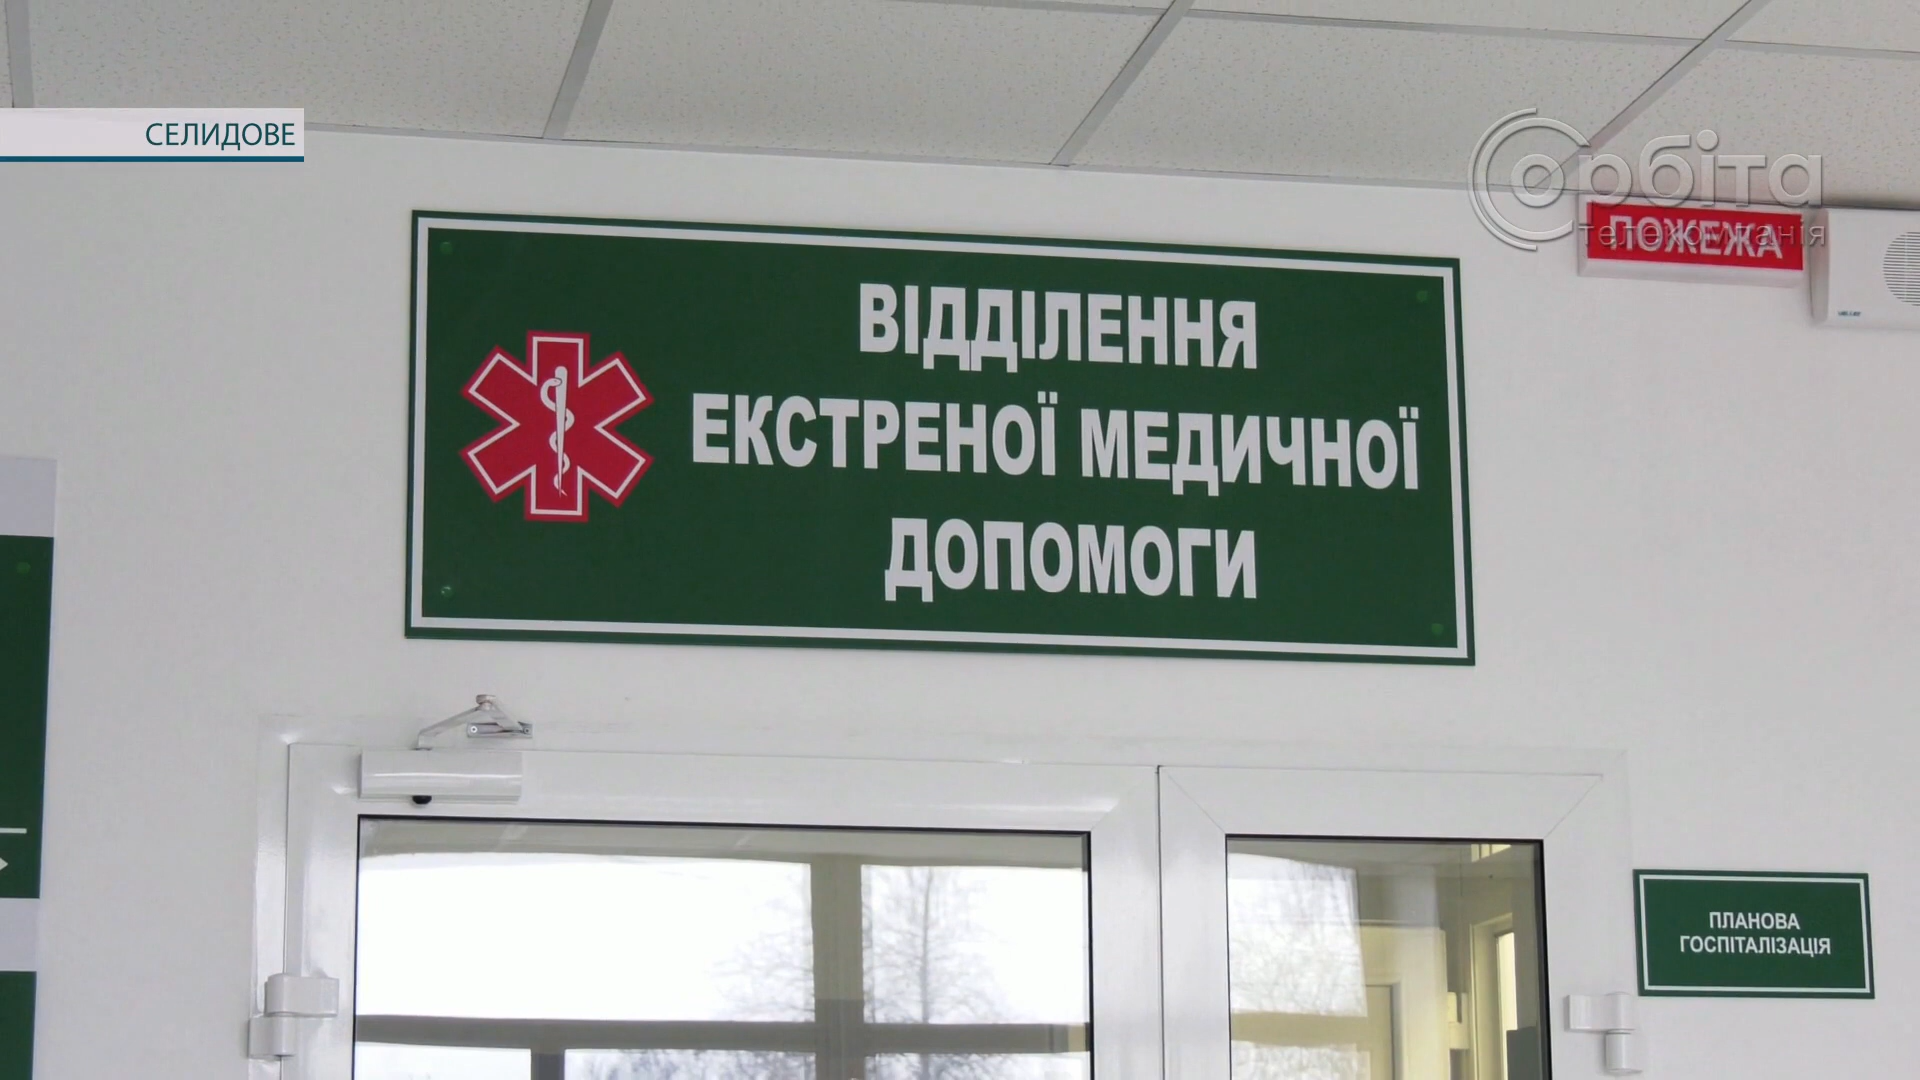 СЕЛИДОВЕ
Орбіта
телекомпанія
ПОЖЕЖА
ВІДДІЛЕННЯ
ЕКСТРЕНОЇ МЕДИЧНОЇ
ДОПОМОГИ
ПЛАНОВА
ГОСПІТАЛІЗАЦІЯ